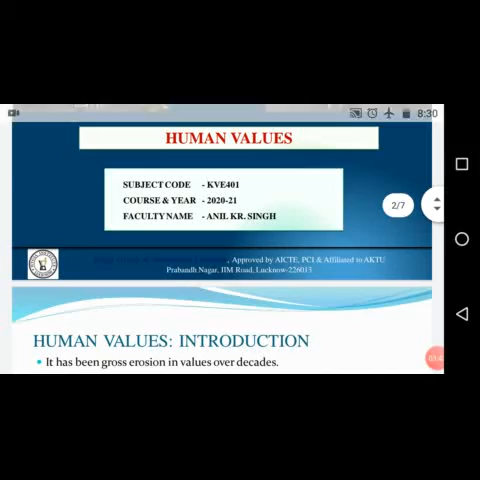 8:30
HUMAN VALUES
SUBJECT CODE - KVE401
COURSE & YEAR - 2020-21
FACULTY NAME - ANIL KR. SINGH
2/7
, Approved by AICTE, PCI & Affiliated to AKTU
Prabandh Nagar, IIM Road, Lucknow-226013
HUMAN VALUES: INTRODUCTION
• It has been gross erosion in values over decades.